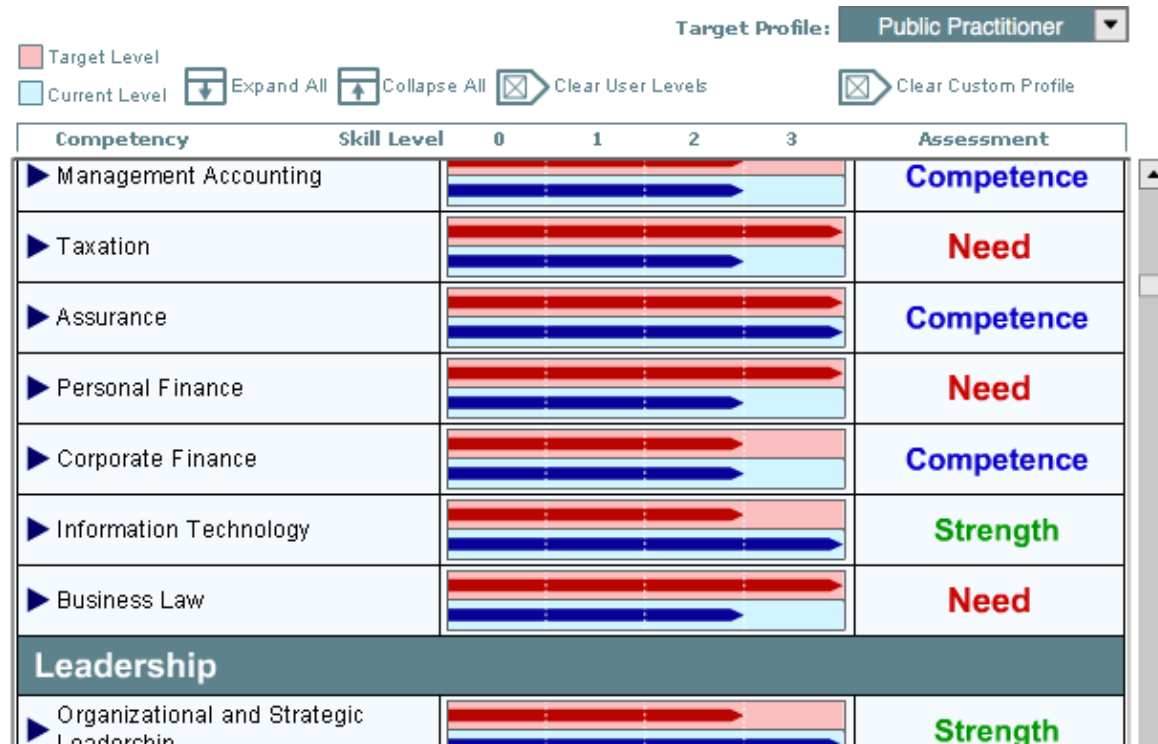 Target Profile: Public Practitioner
Target Level
Current Level Expand All Collapse All Clear User Levels Clear Custom Profile
Competency Skill Level 0 1 2 3 Assessment
Management Accounting Competence
Taxation Need
Assurance Competence
Personal Finance Need
Corporate Finance Competence
Information Technology Strength
Business Law Need
Leadership
Organizational and Strategic
Leadership Strength